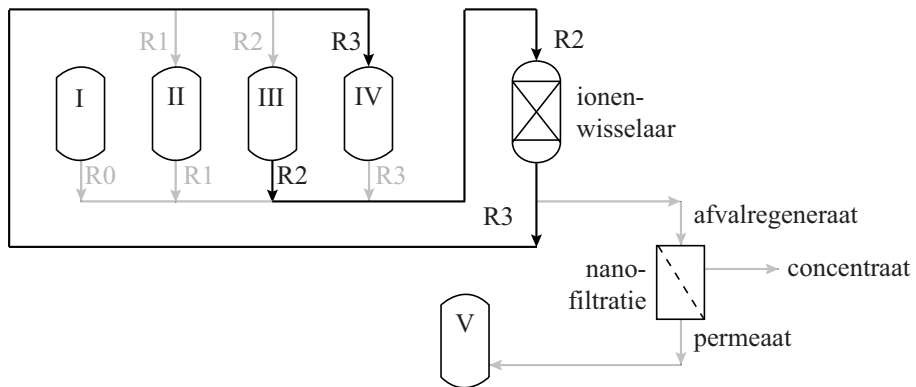 R1
R2
R3
R2
I
II
III
IV
ionen-
wisselaar
R0
R1
R2
R3
R3
afvalregeneraat
nano-
filtratie
concentraat
V
permeaat